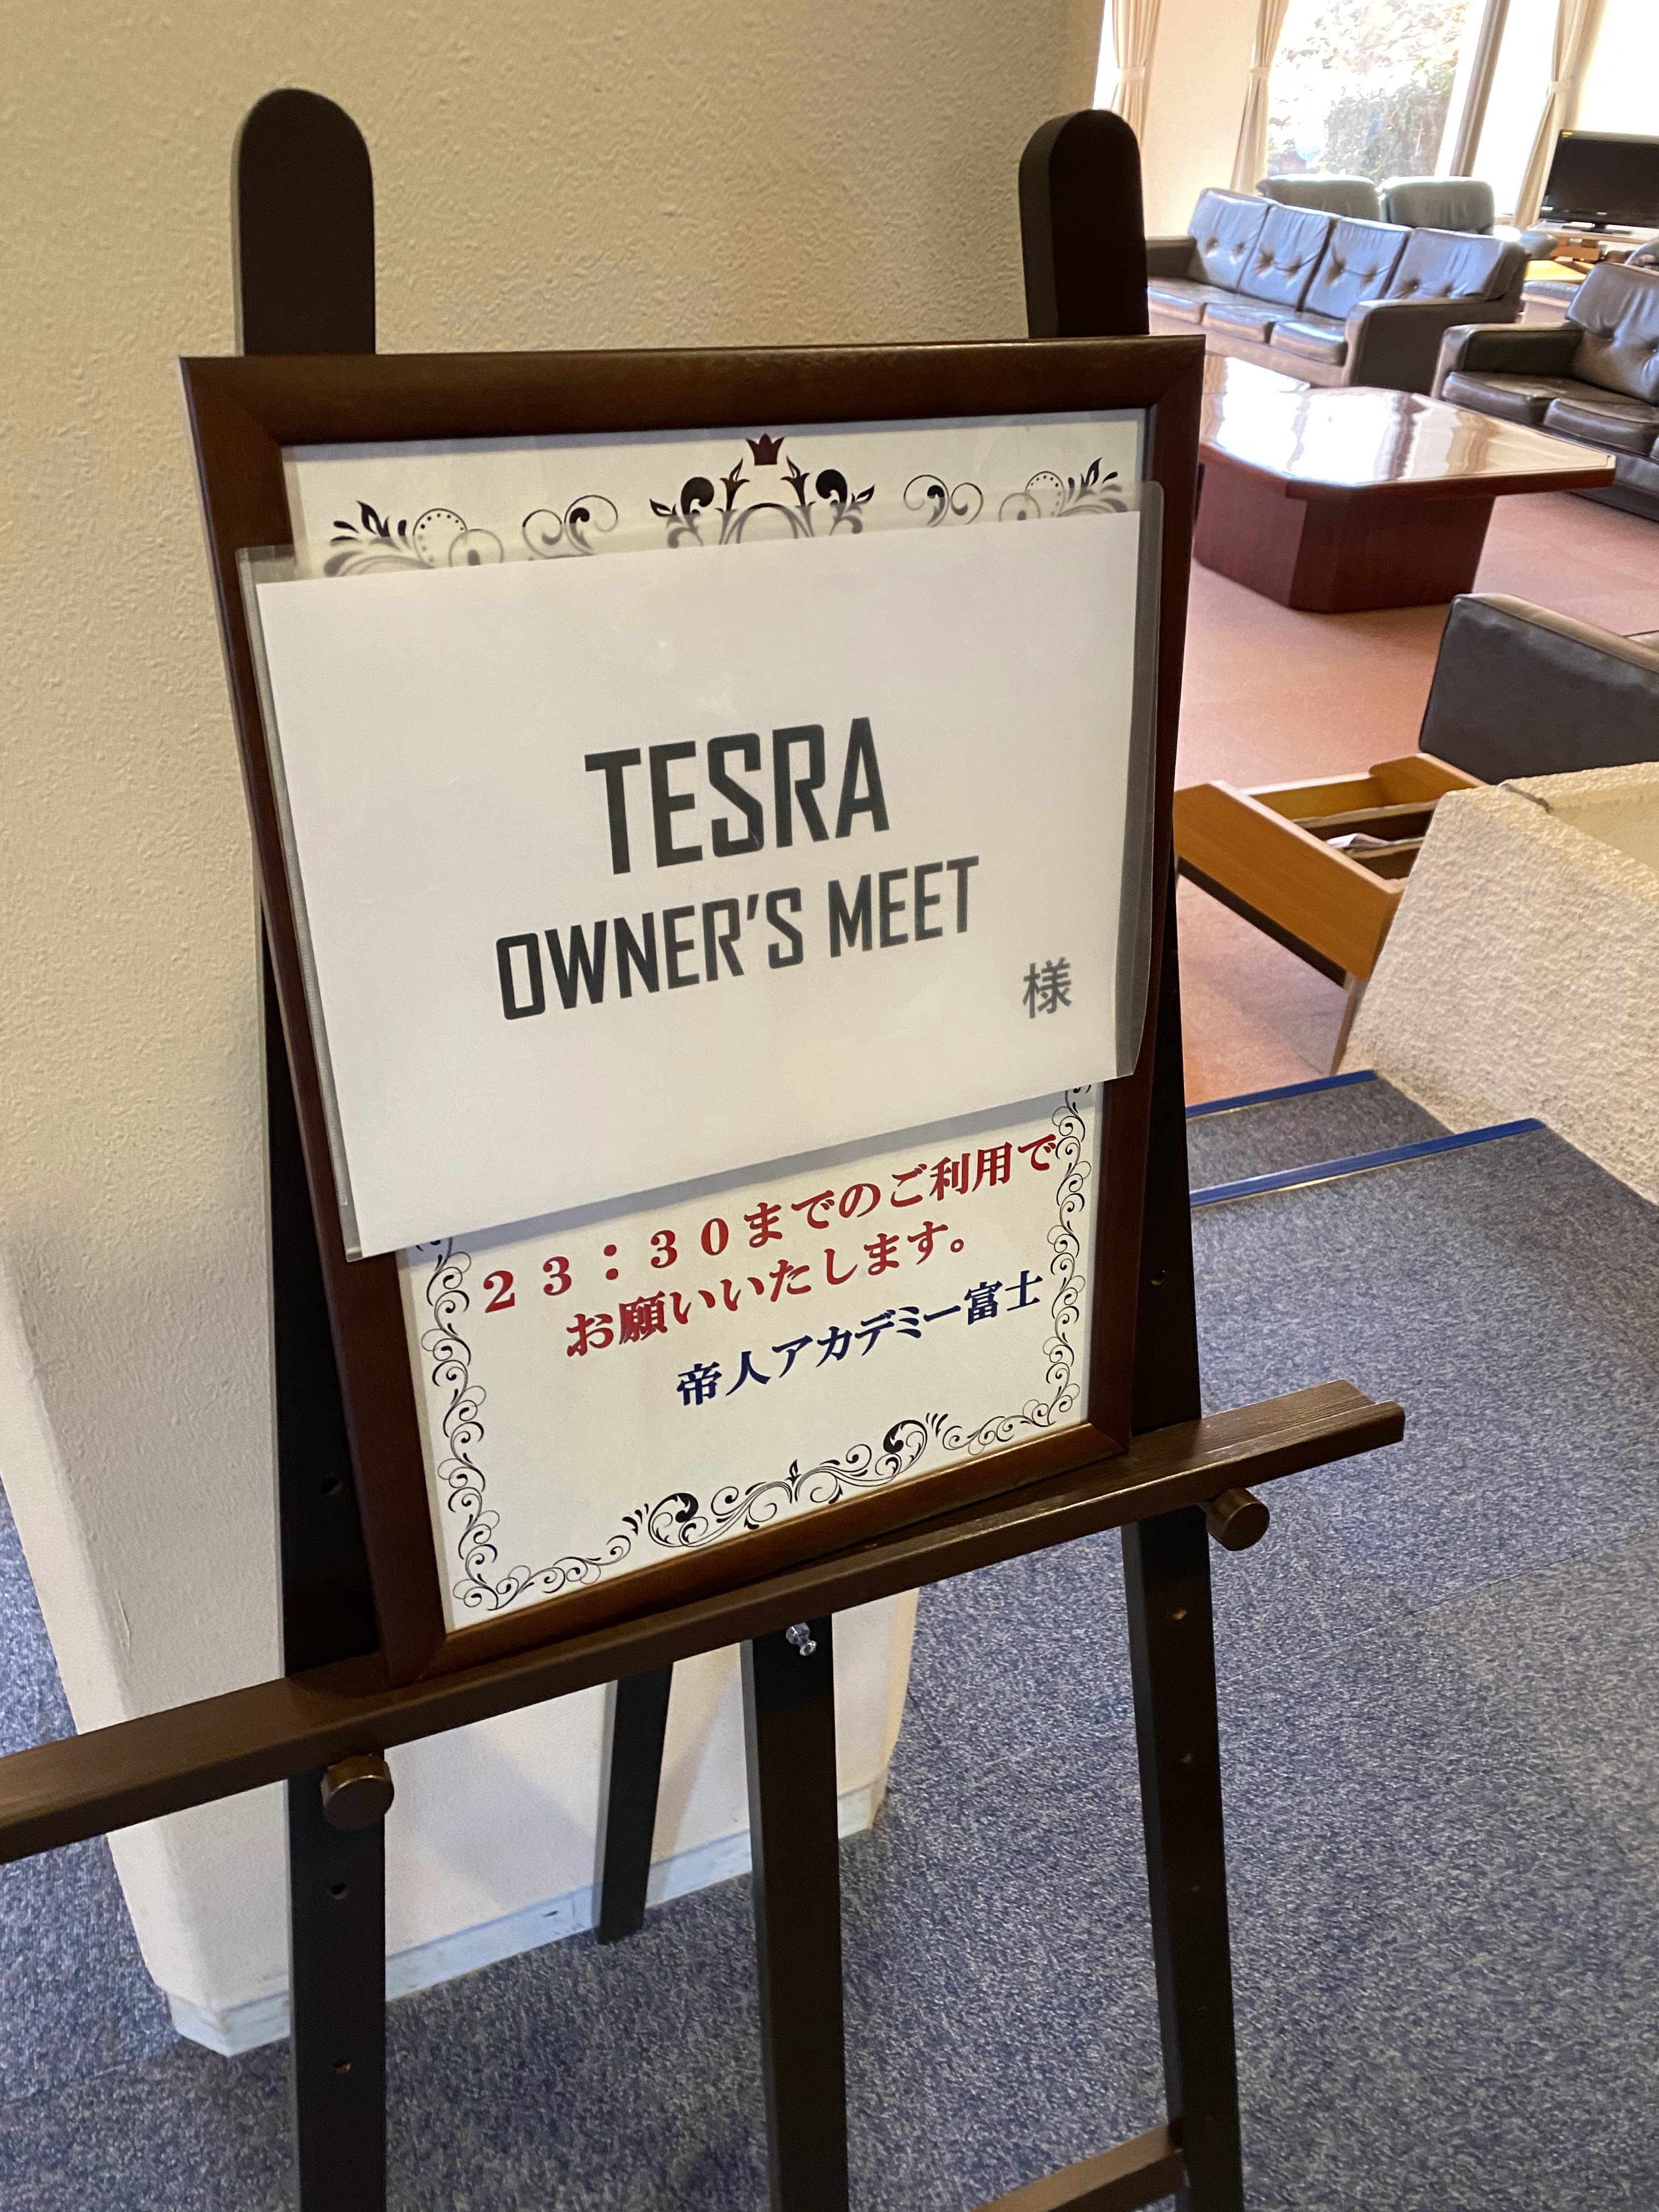 TESRA
OWNER'S MEET
様
２３：３０までのご利用で
お願いいたします。
帝人アカデミー富士